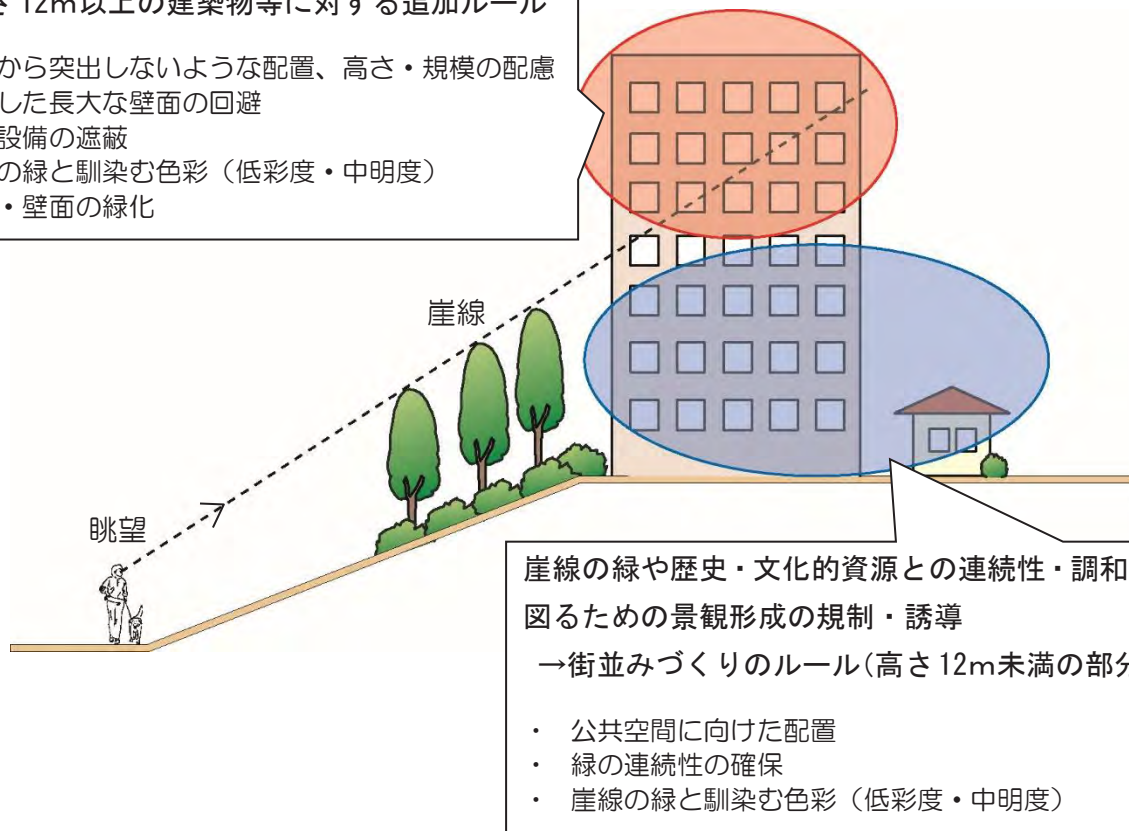 さ 12m以上の建築物等に対する追加ルール
から突出しないような配置、高さ・規模の配慮
した長大な壁面の回避
設備の遮蔽
の緑と馴染む色彩（低彩度・中明度）
・壁面の緑化
崖線
眺望
崖線の緑や歴史・文化的資源との連続性・調和
図るための景観形成の規制・誘導
→街並みづくりのルール(高さ12m未満の部分
・ 公共空間に向けた配置
・ 緑の連続性の確保
・ 崖線の緑と馴染む色彩（低彩度・中明度）